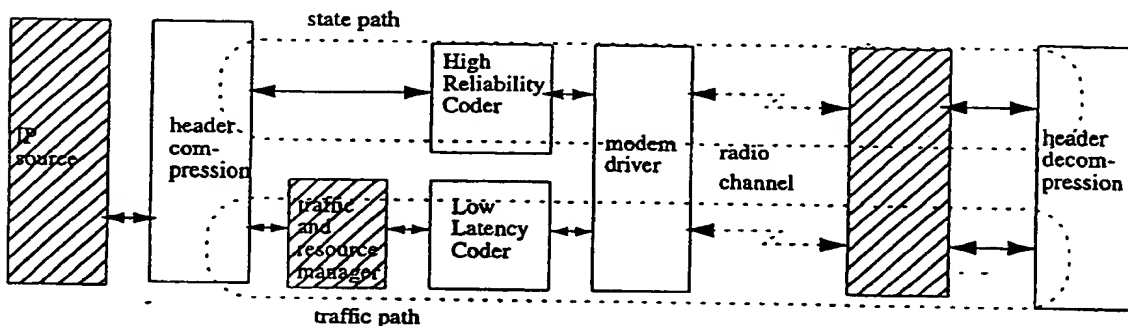 state path
IP
source
header
com-
pression
High
Reliability
Coder
traffic
and
resource
manager
Low
Latency
Coder
modem
driver
radio
channel
header
decom-
pression
traffic path